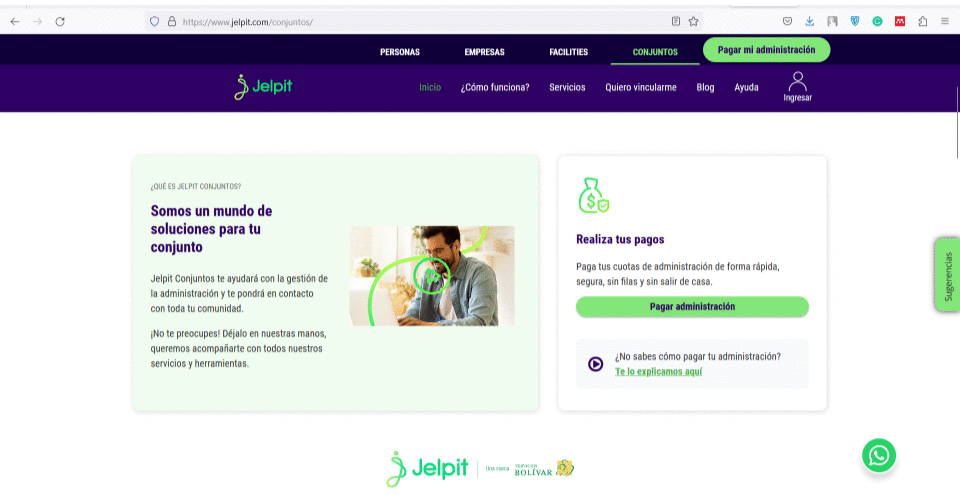 https://www.jelpit.com/conjuntos/
PERSONAS EMPRESAS FACILITIES CONJUNTOS Pagar mi administración
Jelpit Inicio ¿Cómo funciona? Servicios Quiero vincularme Blog Ayuda Ingresar
¿QUÉ ES JELPIT CONJUNTOS?
Somos un mundo de
soluciones para tu
conjunto
Jelpit Conjuntos te ayudará con la gestión de
la administración y te pondrá en contacto
con toda tu comunidad.
¡No te preocupes! Déjalo en nuestras manos,
queremos acompañarte con todos nuestros
servicios y herramientas.
Realiza tus pagos
Paga tus cuotas de administración de forma rápida,
segura, sin filas y sin salir de casa.
Pagar administración
¿No sabes cómo pagar tu administración?
Te lo explicamos aquí
Sugerencias
Jelpit Una marca SERVICIOS
BOLÍVAR